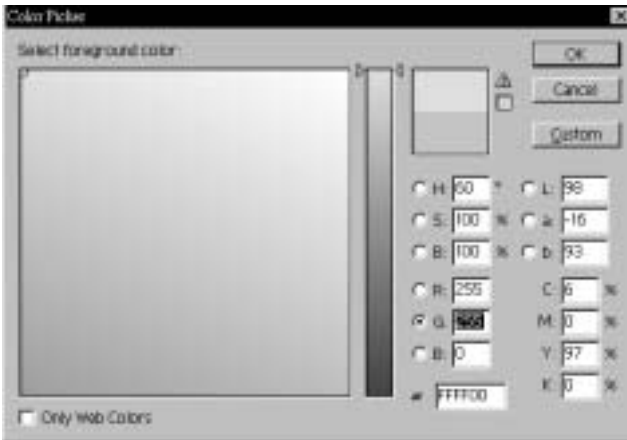 Color Picker
Select foreground color:
OK
Cancel
Custom
H: 60 °
S: 100 %
B: 100 %
R: 255
G: 255
B: 0
# FFFF00
L: 98
a: -16
b: 93
C: 6 %
M: 0 %
Y: 97 %
K: 0 %
Only Web Colors